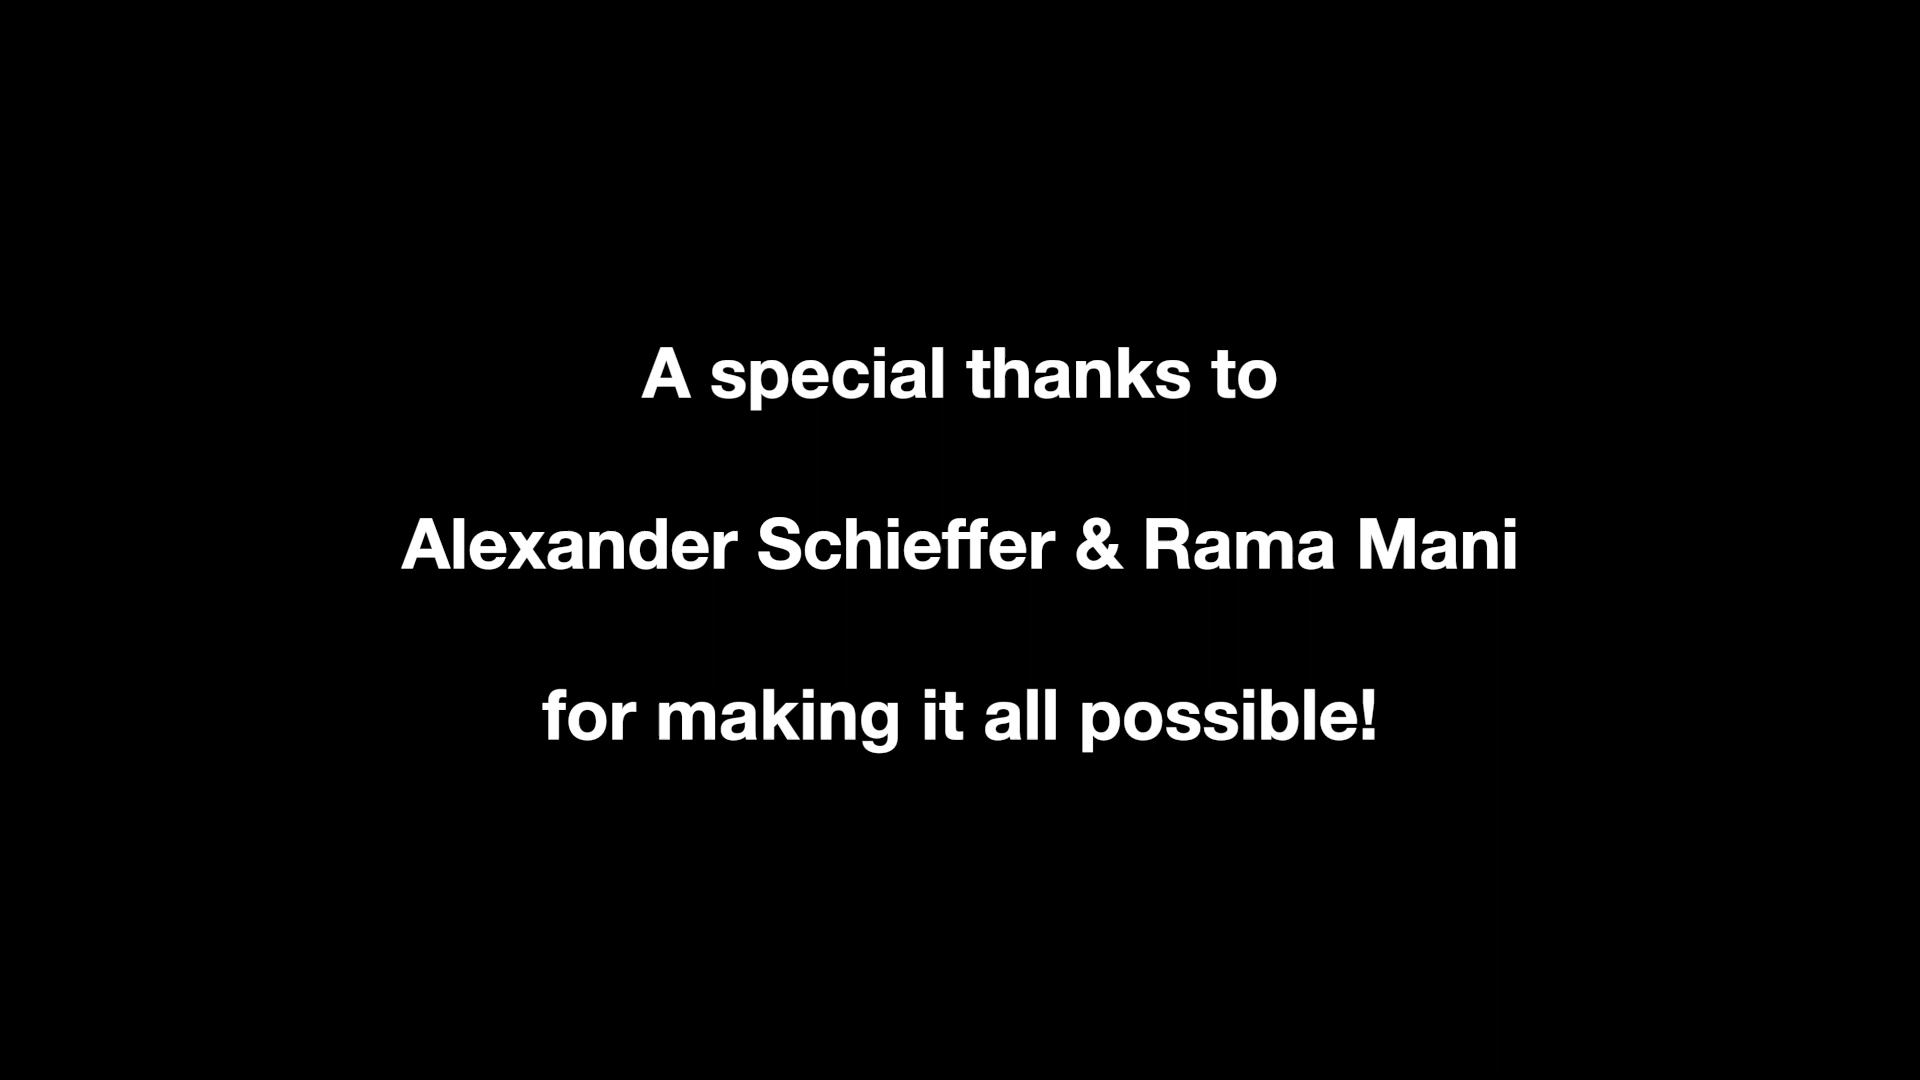 A special thanks to
Alexander Schieffer & Rama Mani
for making it all possible!